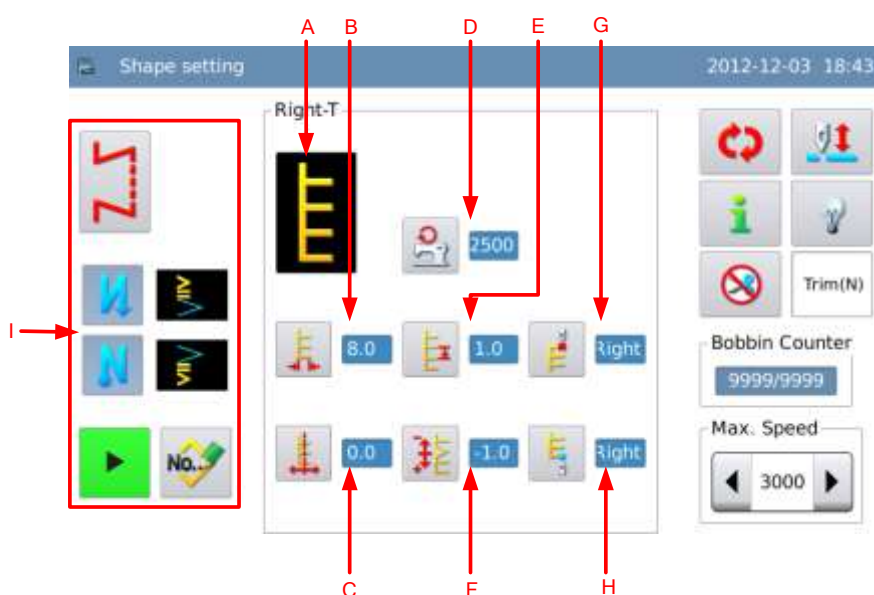 A B D E G
Shape setting 2012-12-03 18:43
Right-T
2500
Trim(N)
I
8.0 1.0 Right
Bobbin Counter
9999/9999
Max. Speed
No...
0.0 -1.0 Right
3000
C F H